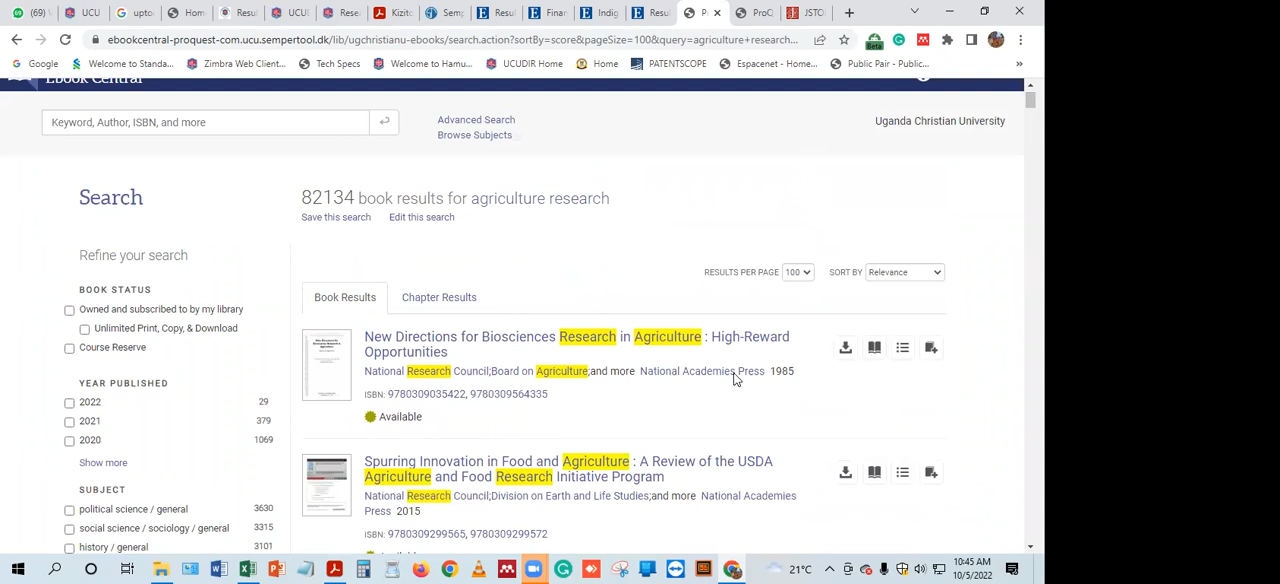 (69)
UCU
upto
Hom
Resul
UCU
Rese
Kizito
Semp
Resul
Finan
Indig
Resul
P
ProQ
JSTO
ebookcentral-proquest-com.ucu.sempertool.dk/lib/ugchristianu-ebooks/search.action?sortBy=score&pageSize=100&query=agriculture+research...
Beta
Google
Welcome to Standa...
Zimbra Web Client...
Tech Specs
Welcome to Hamu...
UCUDIR Home
Home
PATENTSCOPE
Espacenet - Home...
Public Pair - Public...
»
Ebook Central
Keyword, Author, ISBN, and more
Advanced Search
Browse Subjects
Uganda Christian University
Search
82134 book results for agriculture research
Save this search Edit this search
Refine your search
RESULTS PER PAGE 100 SORT BY Relevance
BOOK STATUS
Owned and subscribed to by my library
Unlimited Print, Copy, & Download
Course Reserve
YEAR PUBLISHED
2022 29
2021 379
2020 1069
Show more
SUBJECT
political science / general 3630
social science / sociology / general 3315
history / general 3101
Book Results Chapter Results
New Directions for Biosciences Research in Agriculture : High-Reward
Opportunities
National Research Council;Board on Agriculture;and more National Academies Press 1985
ISBN: 9780309035422, 9780309564335
Available
Spurring Innovation in Food and Agriculture : A Review of the USDA
Agriculture and Food Research Initiative Program
National Research Council;Division on Earth and Life Studies;and more National Academies
Press 2015
ISBN: 9780309299565, 9780309299572
21°C
10:45 AM
10/5/2022